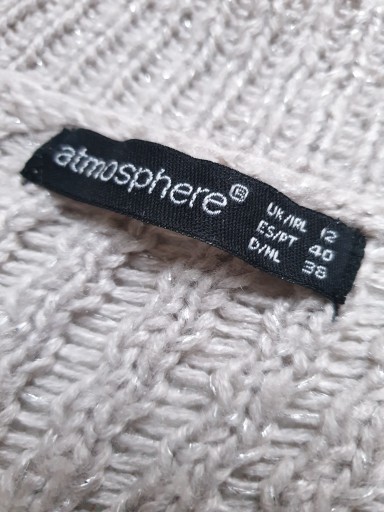 atmosphere®
UK/IRL 12
ES/PT 40
D/NL 38